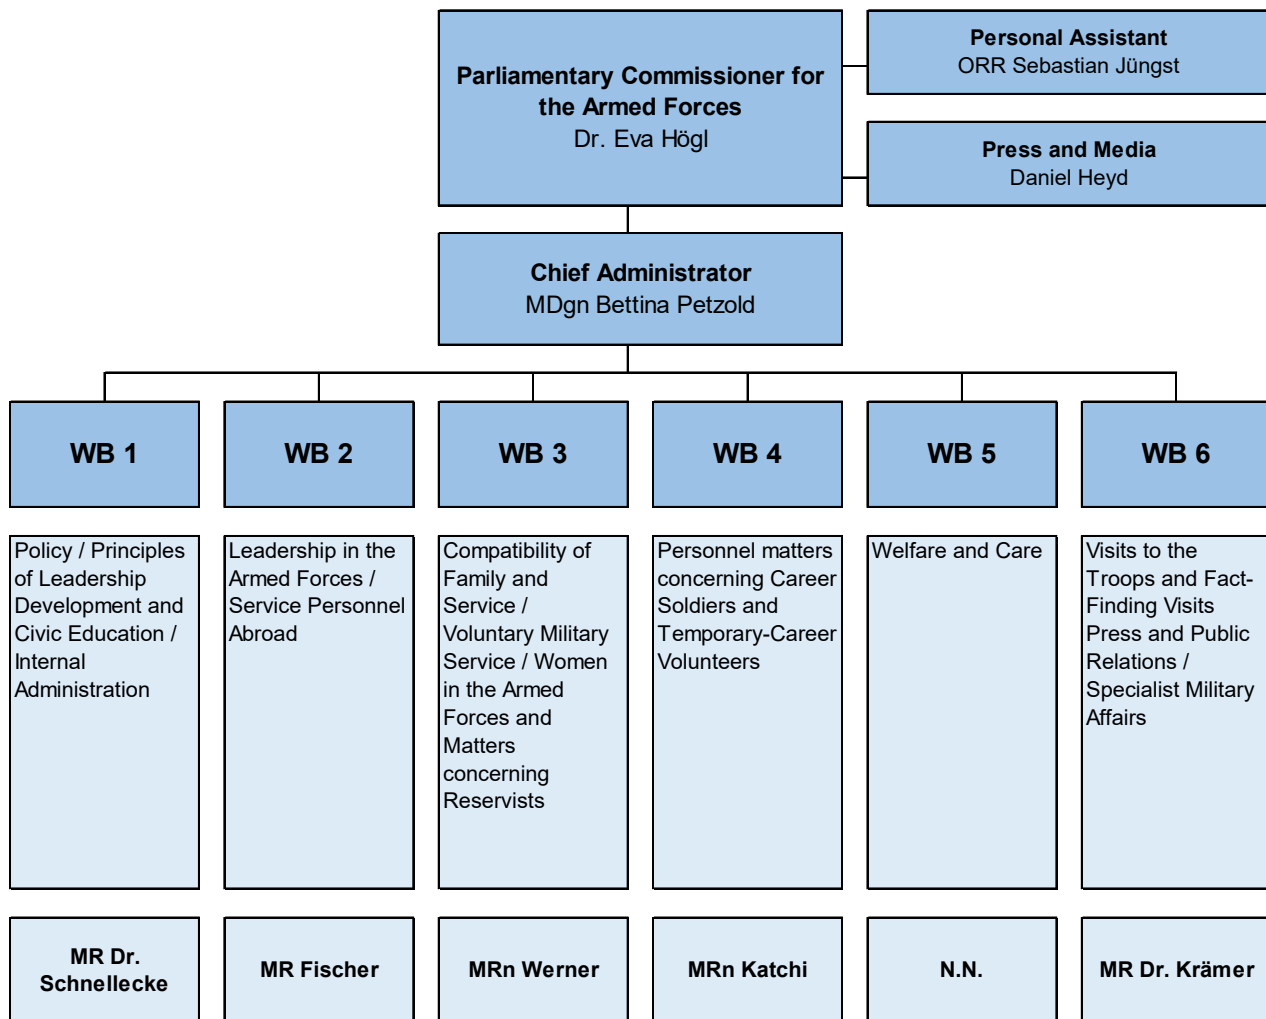 Parliamentary Commissioner for
the Armed Forces
Dr. Eva Högl
Personal Assistant
ORR Sebastian Jüngst
Press and Media
Daniel Heyd
Chief Administrator
MDgn Bettina Petzold
WB 1
WB 2
WB 3
WB 4
WB 5
WB 6
Policy / Principles
of Leadership
Development and
Civic Education /
Internal
Administration
Leadership in the
Armed Forces /
Service Personnel
Abroad
Compatibility of
Family and
Service /
Voluntary Military
Service / Women
in the Armed
Forces and
Matters
concerning
Reservists
Personnel matters
concerning Career
Soldiers and
Temporary-Career
Volunteers
Welfare and Care
Visits to the
Troops and Fact-
Finding Visits
Press and Public
Relations /
Specialist Military
Affairs
MR Dr.
Schnellecke
MR Fischer
MRn Werner
MRn Katchi
N.N.
MR Dr. Krämer